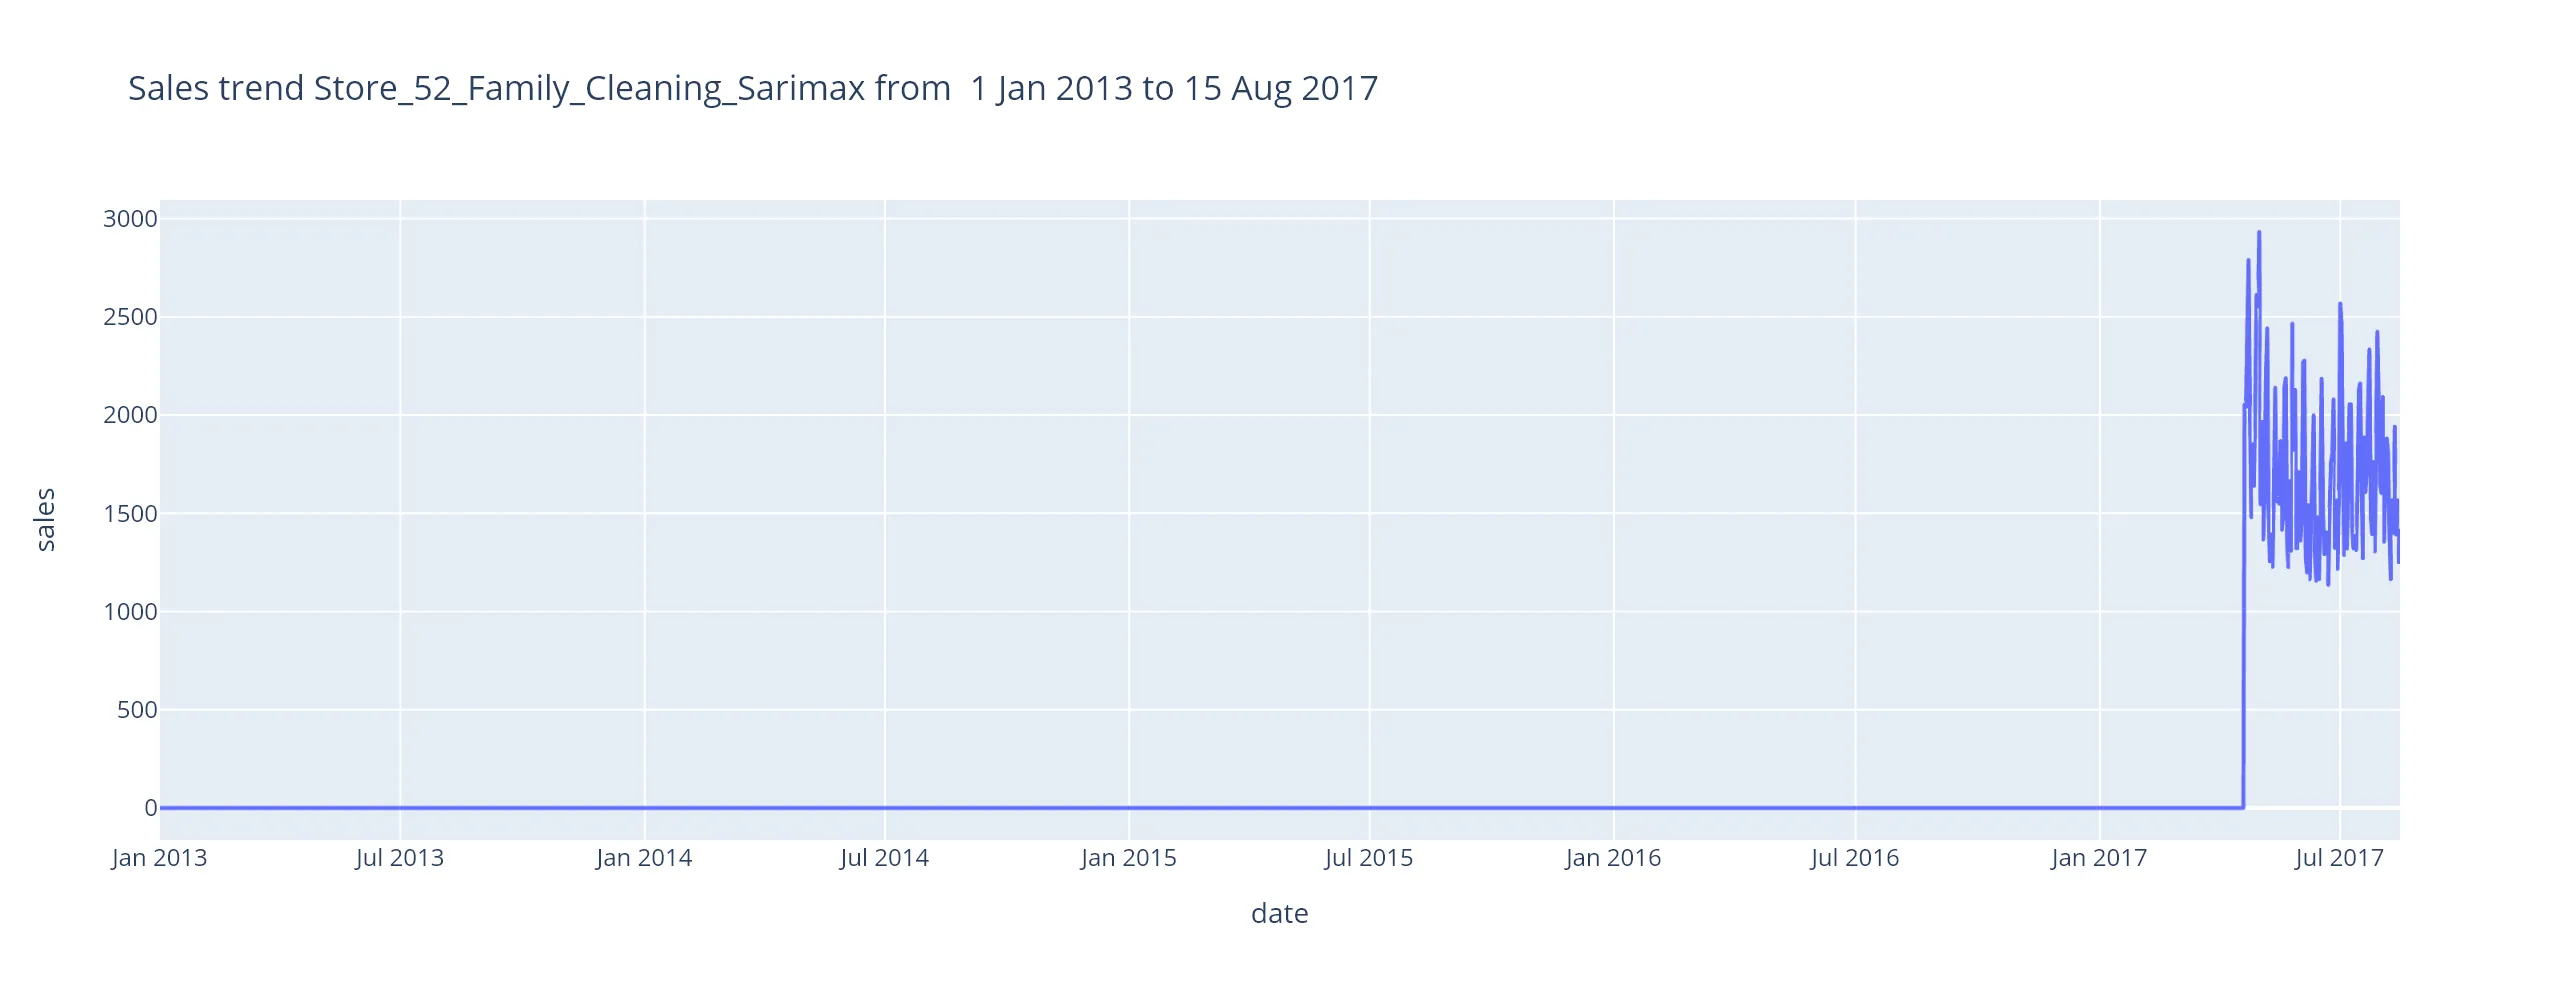 Sales trend Store_52_Family_Cleaning_Sarimax from  1 Jan 2013 to 15 Aug 2017
3000
2500
2000
1500
1000
500
0
sales
Jan 2013 Jul 2013 Jan 2014 Jul 2014 Jan 2015 Jul 2015 Jan 2016 Jul 2016 Jan 2017 Jul 2017
date